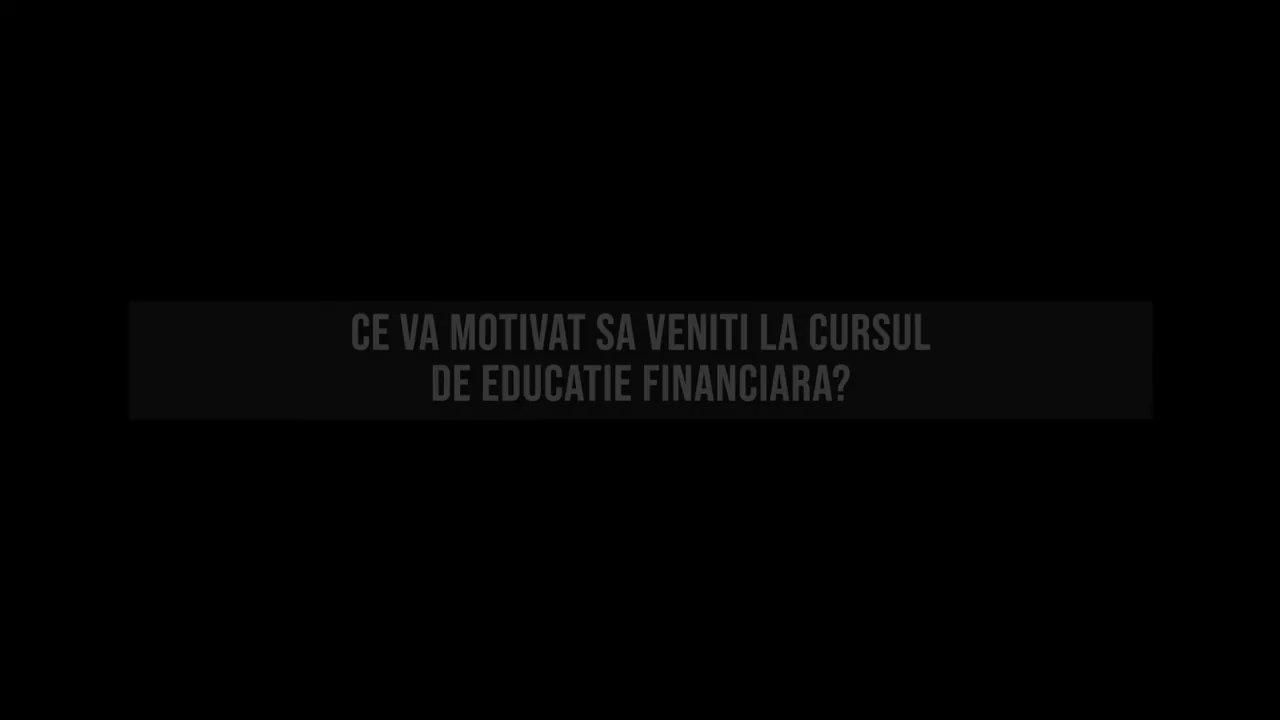 CE VA MOTIVAT SA VENITI LA CURSUL
DE EDUCATIE FINANCIARA?